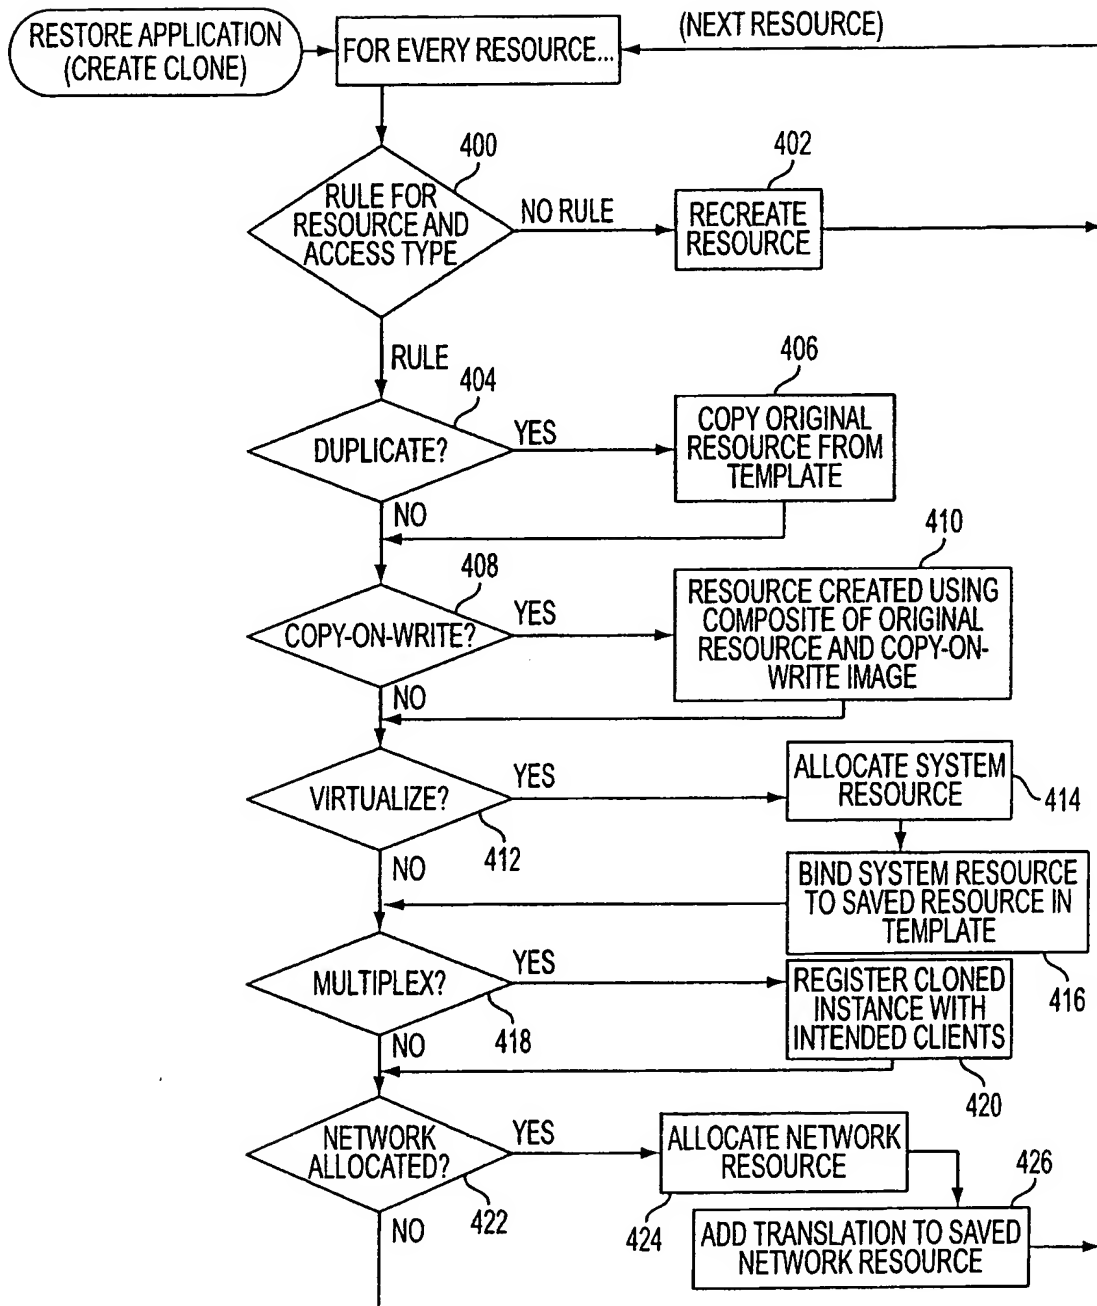 RESTORE APPLICATION
(CREATE CLONE)
FOR EVERY RESOURCE...
(NEXT RESOURCE)
400
RULE FOR
RESOURCE AND
ACCESS TYPE
NO RULE
402
RECREATE
RESOURCE
RULE
404
DUPLICATE?
YES
406
COPY ORIGINAL
RESOURCE FROM
TEMPLATE
NO
408
COPY-ON-WRITE?
YES
410
RESOURCE CREATED USING
COMPOSITE OF ORIGINAL
RESOURCE AND COPY-ON-
WRITE IMAGE
NO
VIRTUALIZE?
412
YES
ALLOCATE SYSTEM
RESOURCE
414
NO
BIND SYSTEM RESOURCE
TO SAVED RESOURCE IN
TEMPLATE
416
MULTIPLEX?
418
YES
REGISTER CLONED
INSTANCE WITH
INTENDED CLIENTS
420
NO
NETWORK
ALLOCATED?
422
YES
ALLOCATE NETWORK
RESOURCE
424
426
ADD TRANSLATION TO SAVED
NETWORK RESOURCE
NO